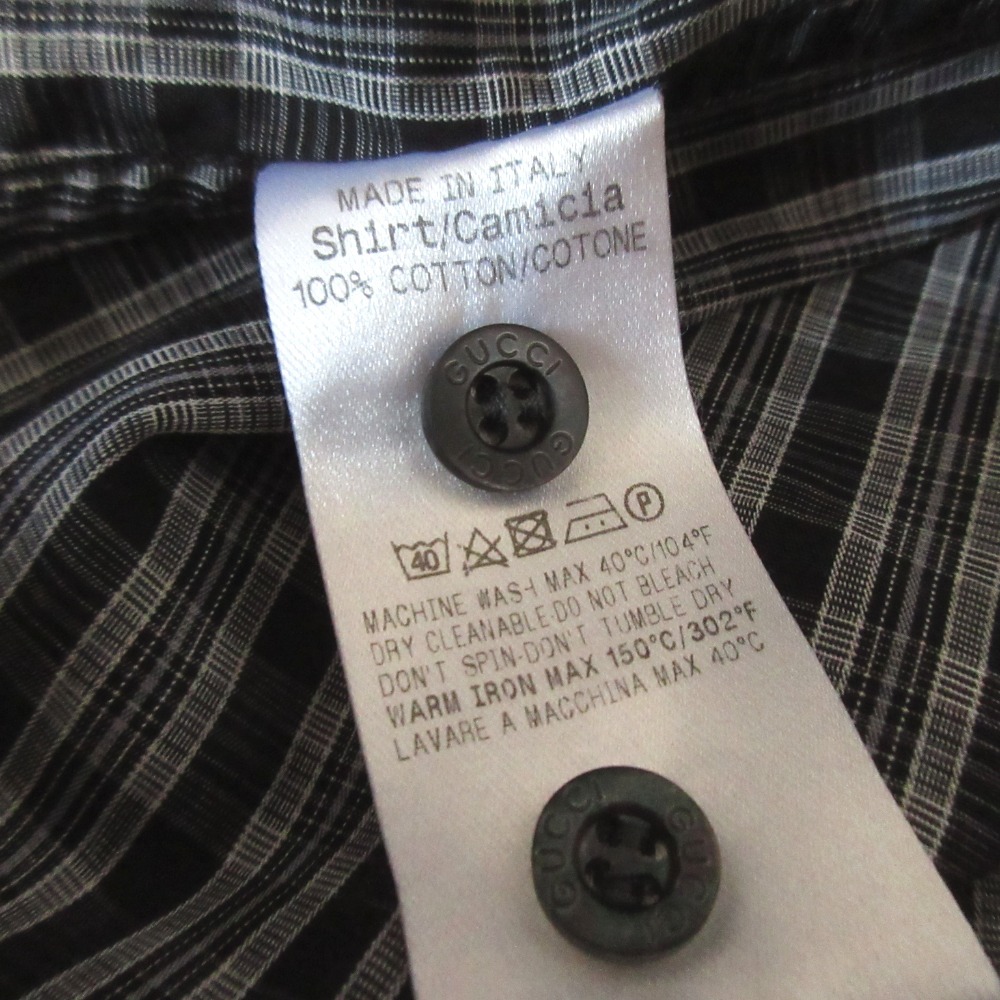 MADE IN ITALY
Shirt/Camicia
100% COTTON/COTONE
GUCCI
GUCCI
40 P
MACHINE WASH MAX 40°C/104°F
DRY CLEANABLE-DO NOT BLEACH
DON'T SPIN-DON'T TUMBLE DRY
WARM IRON MAX 150°C/302°F
LAVARE A MACCHINA MAX 40°C
GUCCI
GUCCI